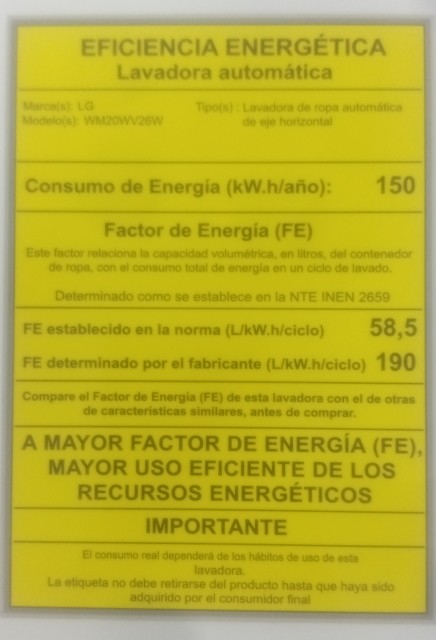 EFICIENCIA ENERGÉTICA
Lavadora automática
Marca(s): LG
Modelo(s): WM20WV26W
Tipo(s) : Lavadora de ropa automática
de eje horizontal
Consumo de Energía (kW.h/año): 150
Factor de Energía (FE)
Este factor relaciona la capacidad volumétrica, en litros, del contenedor
de ropa, con el consumo total de energía en un ciclo de lavado.
Determinado como se establece en la NTE INEN 2659
FE establecido en la norma (L/kW.h/ciclo) 58,5
FE determinado por el fabricante (L/kW.h/ciclo) 190
Compare el Factor de Energía (FE) de esta lavadora con el de otras
de características similares, antes de comprar.
A MAYOR FACTOR DE ENERGÍA (FE),
MAYOR USO EFICIENTE DE LOS
RECURSOS ENERGÉTICOS
IMPORTANTE
El consumo real dependerá de los hábitos de uso de esta
lavadora.
La etiqueta no debe retirarse del producto hasta que haya sido
adquirido por el consumidor final